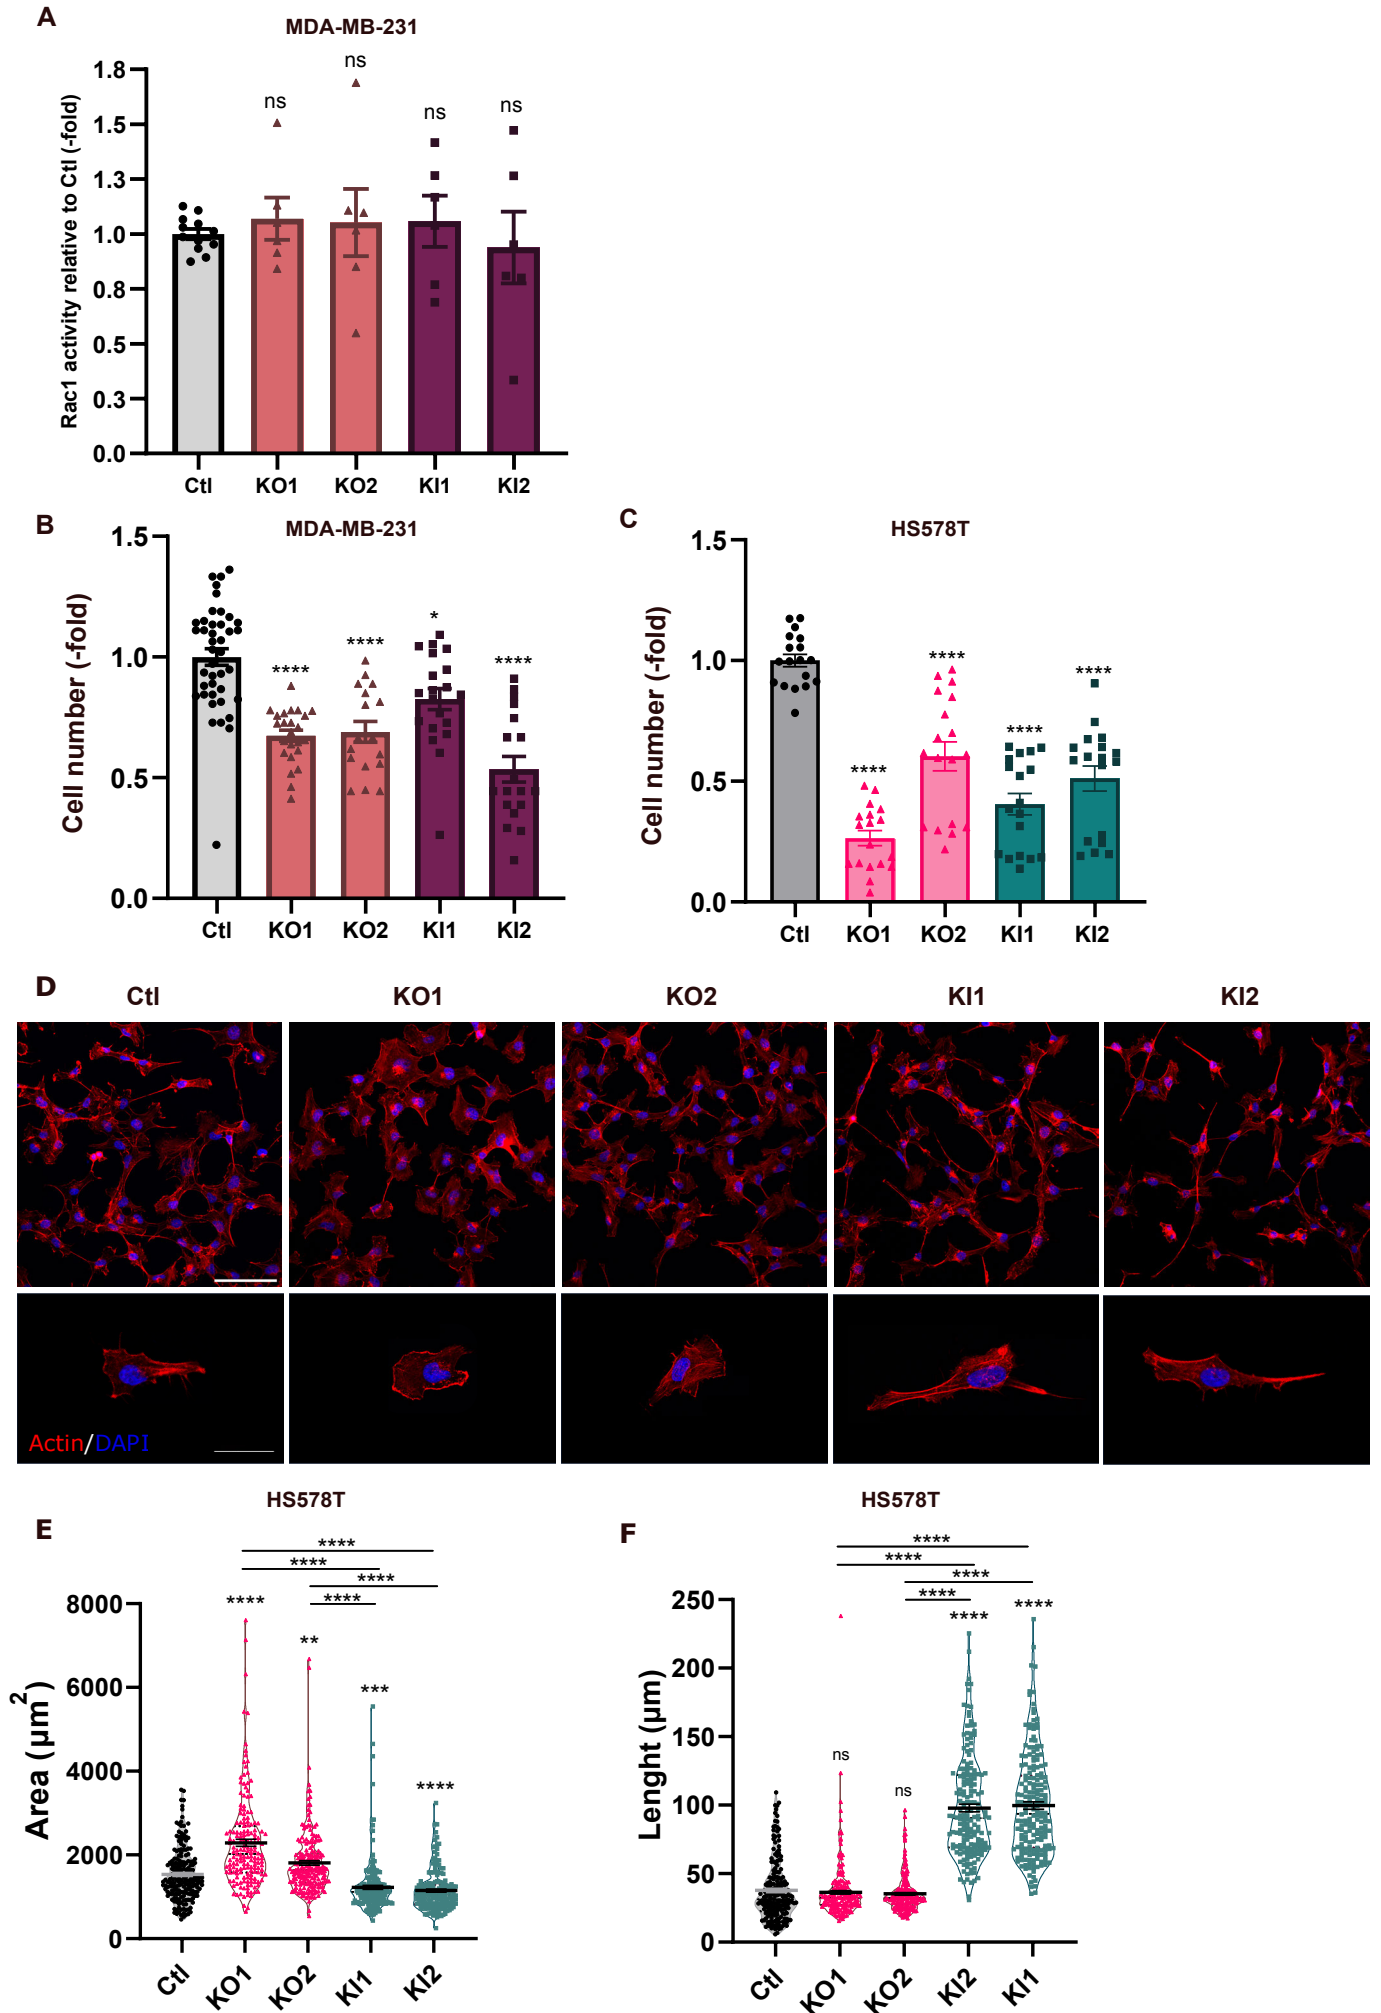 A
MDA-MB-231
Rac1 activity relative to Ctl (-fold)
1.8
1.5
1.3
1.0
0.8
0.5
0.3
0.0
ns
ns
ns
ns
Ctl KO1 KO2 KI1 KI2
B
MDA-MB-231
Cell number (-fold)
1.5
1.0
0.5
0.0
****
****
*
****
Ctl KO1 KO2 KI1 KI2
C
HS578T
Cell number (-fold)
1.5
1.0
0.5
0.0
****
****
****
****
Ctl KO1 KO2 KI1 KI2
D
Ctl KO1 KO2 KI1 KI2
Actin/DAPI
HS578T
E
****
****
****
****
****
**
***
****
Area (µm2)
8000
6000
4000
2000
0
Ctl KO1 KO2 KI1 KI2
HS578T
F
****
****
****
****
****
****
ns
ns
Lenght (µm)
250
200
150
100
50
0
Ctl KO1 KO2 KI2 KI1